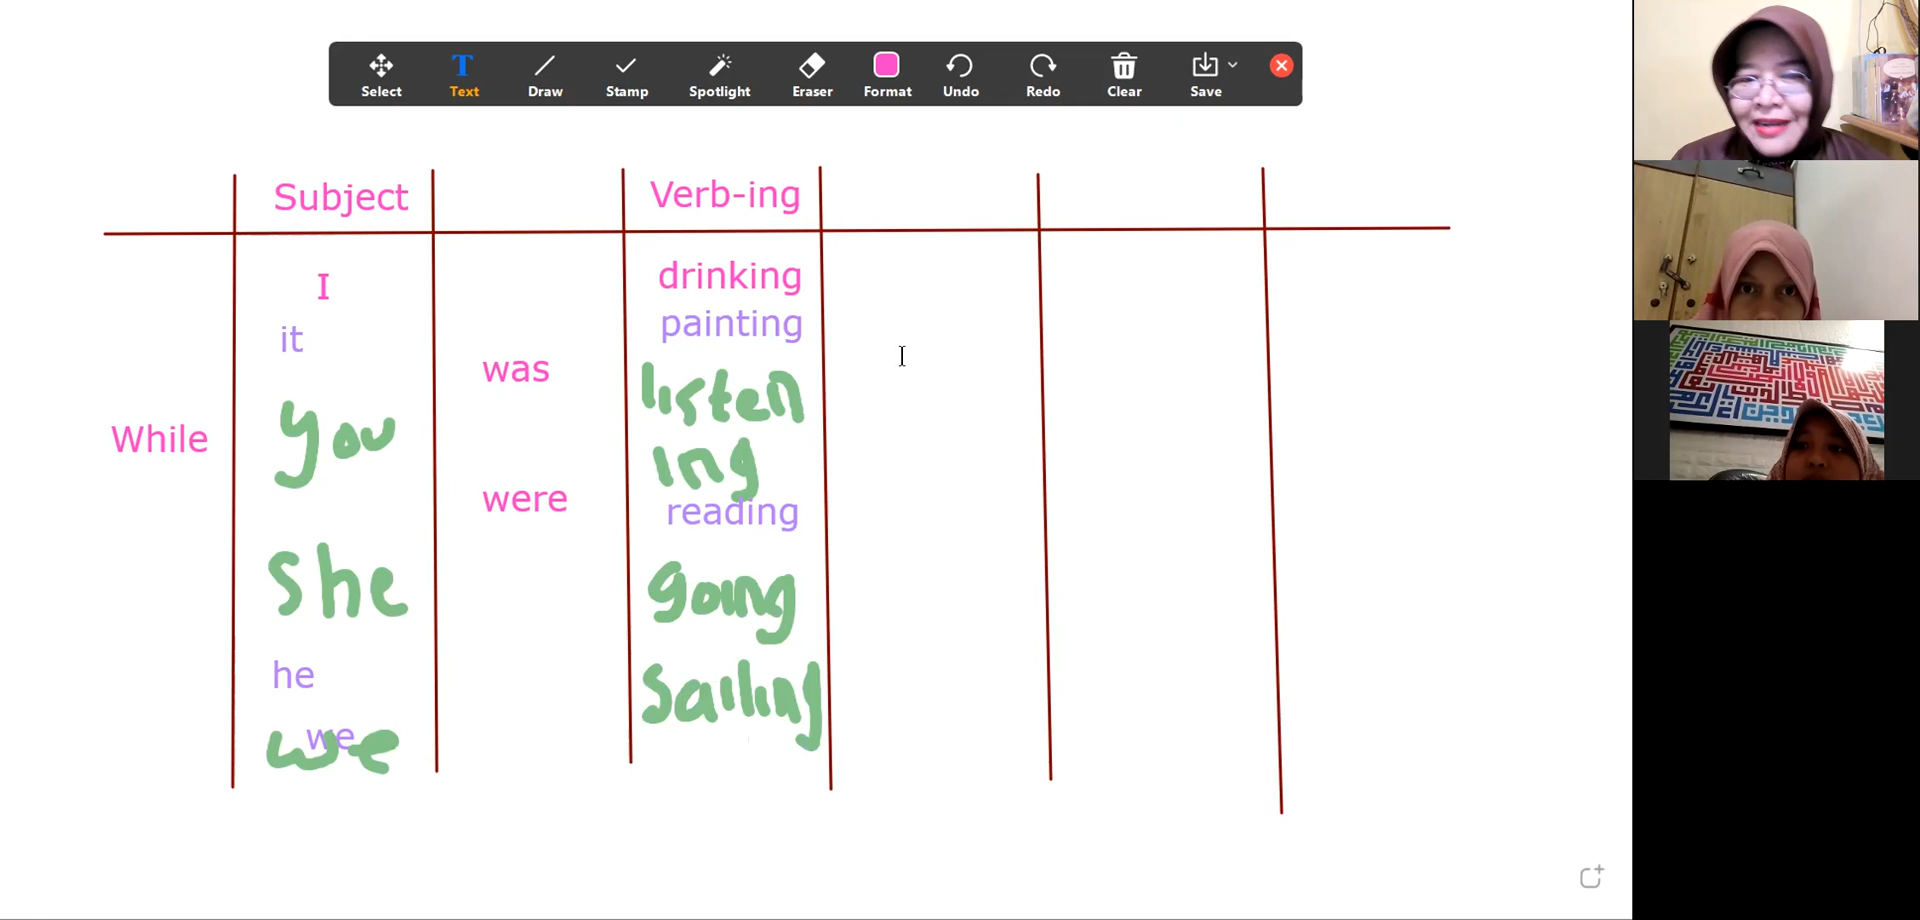 Select Text Draw Stamp Spotlight Eraser Format Undo Redo Clear Save
Subject Verb-ing
While
I
it
you
she
he
we
we
was
were
drinking
painting
listen
ing
reading
going
sailing